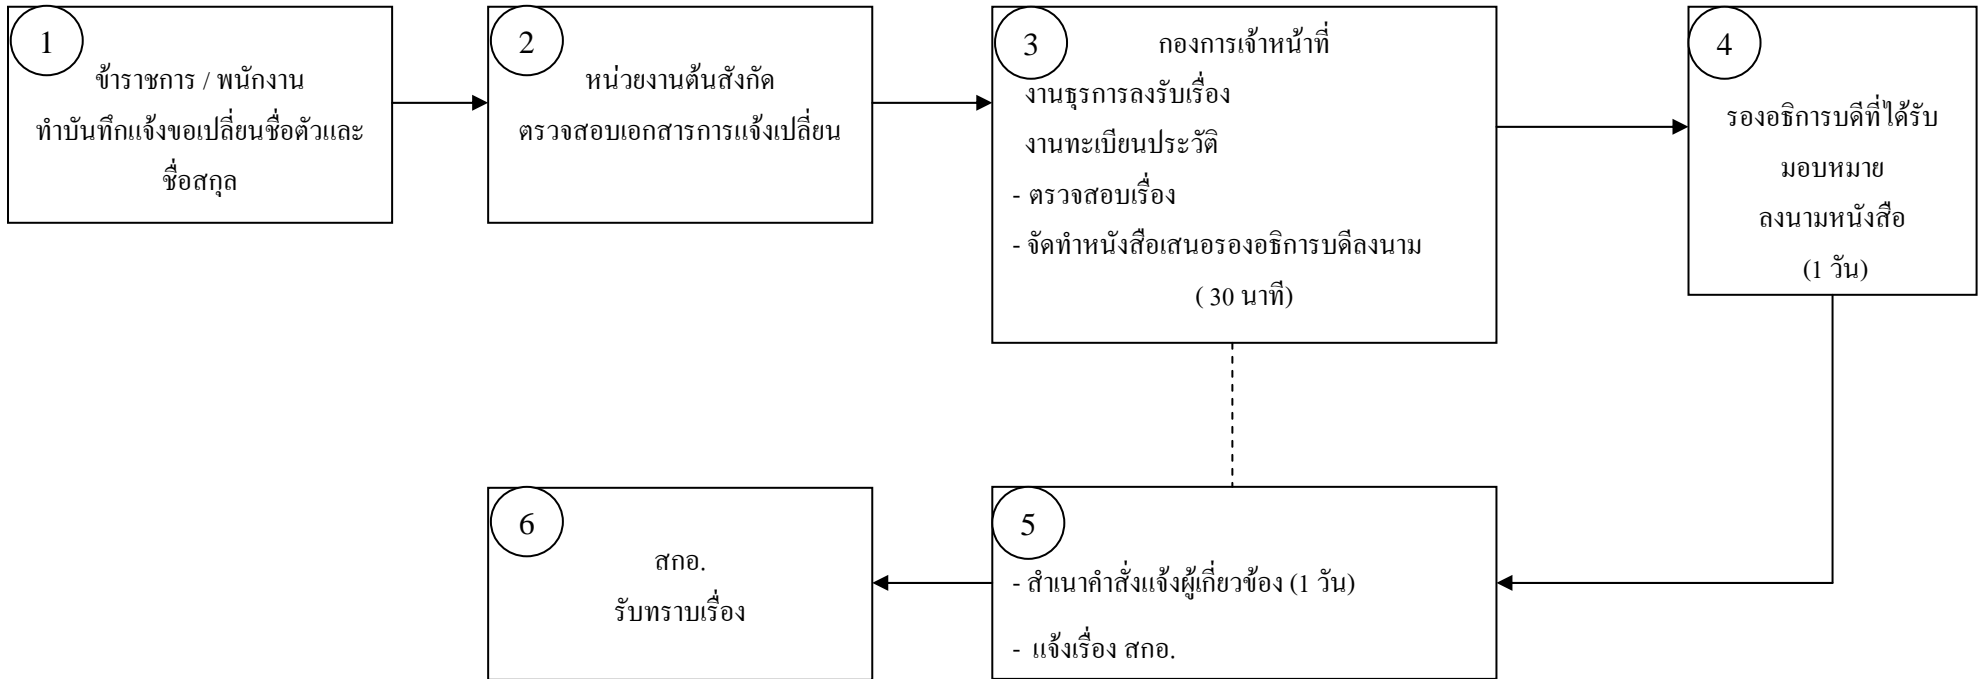 1
ข้าราชการ / พนักงาน
ทำบันทึกแจ้งขอเปลี่ยนชื่อตัวและ
ชื่อสกุล
2
หน่วยงานต้นสังกัด
ตรวจสอบเอกสารการแจ้งเปลี่ยน
3
กองการเจ้าหน้าที่
งานธุรการลงรับเรื่อง
งานทะเบียนประวัติ
- ตรวจสอบเรื่อง
- จัดทำหนังสือเสนอรองอธิการบดีลงนาม
( 30 นาที)
4
รองอธิการบดีที่ได้รับ
มอบหมาย
ลงนามหนังสือ
(1 วัน)
5
- สำเนาคำสั่งแจ้งผู้เกี่ยวข้อง (1 วัน)
- แจ้งเรื่อง สกอ.
6
สกอ.
รับทราบเรื่อง